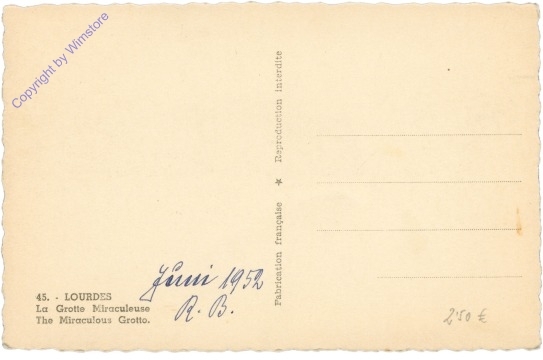 Copyright by Wimstore
Fabrication française * Reproduction interdite
Juni 1952
R. B.
45. - LOURDES
La Grotte Miraculeuse
The Miraculous Grotto.
2'50 €